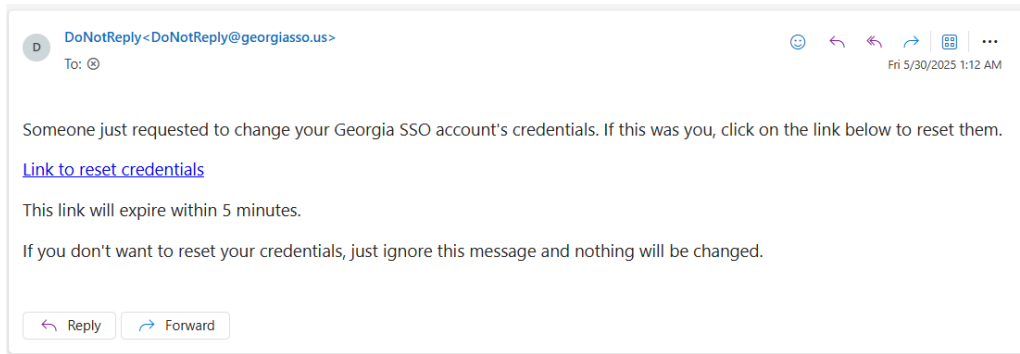 D
DoNotReply<DoNotReply@georgiasso.us>
To:
Fri 5/30/2025 1:12 AM
Someone just requested to change your Georgia SSO account's credentials. If this was you, click on the link below to reset them.
Link to reset credentials
This link will expire within 5 minutes.
If you don't want to reset your credentials, just ignore this message and nothing will be changed.
Reply
Forward